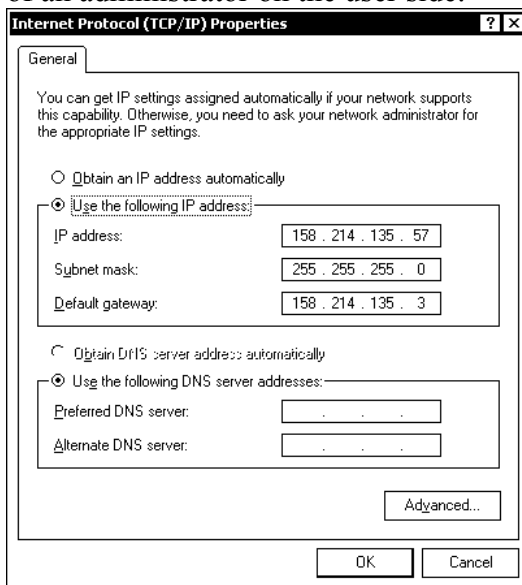 of an administrator on the user side.
Internet Protocol (TCP/IP) Properties ? X
General
You can get IP settings assigned automatically if your network supports
this capability. Otherwise, you need to ask your network administrator for
the appropriate IP settings.
Obtain an IP address automatically
Use the following IP address:
IP address: 158 . 214 . 135 . 57
Subnet mask: 255 . 255 . 255 . 0
Default gateway: 158 . 214 . 135 . 3
Obtain DNS server address automatically
Use the following DNS server addresses:
Preferred DNS server: . . .
Alternate DNS server: . . .
Advanced...
OK Cancel